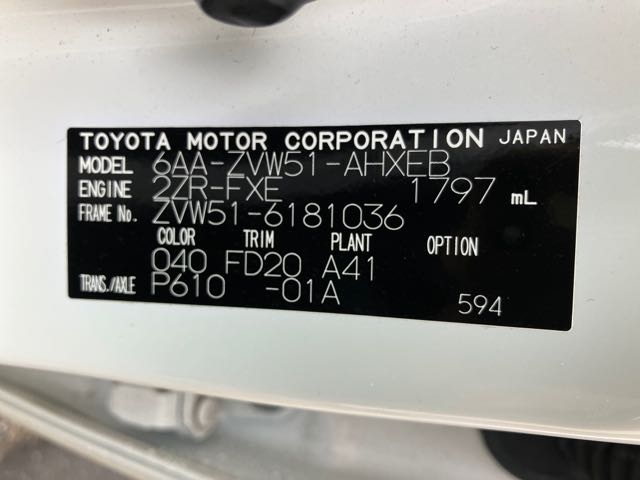 TOYOTA MOTOR CORPORATION JAPAN
MODEL 6AA-ZVW51-AHXEB
ENGINE 2ZR-FXE 1797 mL
FRAME No. ZVW51-6181036
COLOR TRIM PLANT OPTION
040 FD20 A41
TRANS./AXLE P610 -01A 594